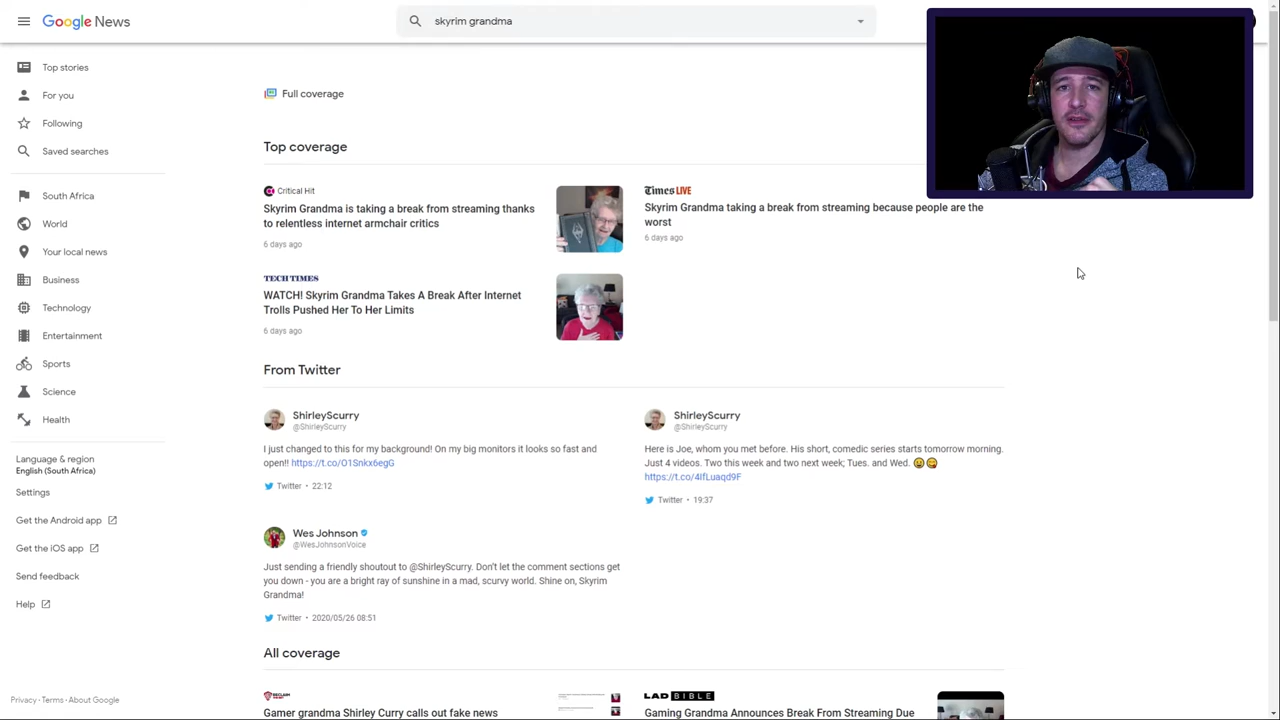 Google News
skyrim grandma
Top stories
For you
Following
Saved searches
South Africa
World
Your local news
Business
Technology
Entertainment
Sports
Science
Health
Language & region
English (South Africa)
Settings
Get the Android app
Get the iOS app
Send feedback
Help
Privacy · Terms · About Google
Full coverage
Top coverage
Critical Hit
Skyrim Grandma is taking a break from streaming thanks
to relentless internet armchair critics
6 days ago
Times LIVE
Skyrim Grandma taking a break from streaming because people are the
worst
6 days ago
TECH TIMES
WATCH! Skyrim Grandma Takes A Break After Internet
Trolls Pushed Her To Her Limits
6 days ago
From Twitter
ShirleyScurry
@ShirleyScurry
I just changed to this for my background! On my big monitors it looks so fast and
open!! https://t.co/O1Snkx6egG
Twitter • 22:12
ShirleyScurry
@ShirleyScurry
Here is Joe, whom you met before. His short, comedic series starts tomorrow morning.
Just 4 videos. Two this week and two next week; Tues. and Wed. 😀😋
https://t.co/4ifLuaqd9F
Twitter • 19:37
Wes Johnson
@WesJohnsonVoice
Just sending a friendly shoutout to @ShirleyScurry. Don't let the comment sections get
you down - you are a bright ray of sunshine in a mad, scurvy world. Shine on, Skyrim
Grandma!
Twitter • 2020/05/26 08:51
All coverage
RECLAIM
Gamer grandma Shirley Curry calls out fake news
LAD BIBLE
Gaming Grandma Announces Break From Streaming Due